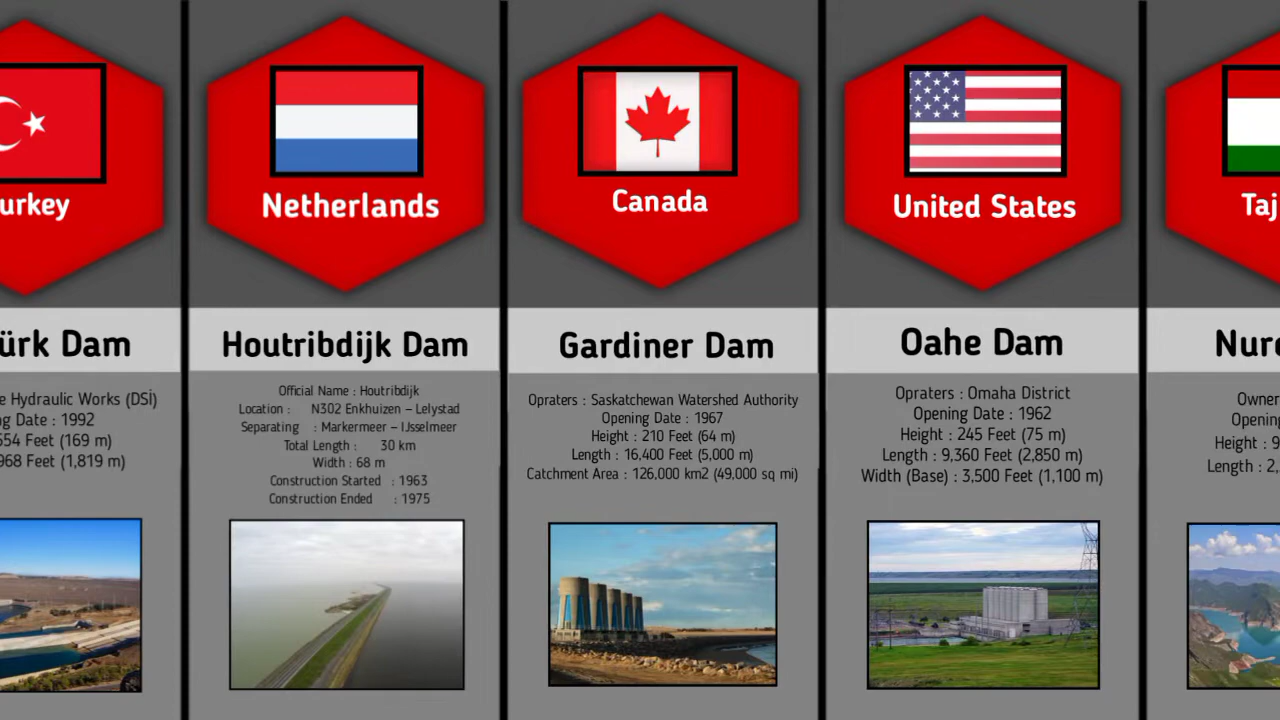 urkey
ürk Dam
e Hydraulic Works (DSİ)
ng Date : 1992
554 Feet (169 m)
968 Feet (1,819 m)
Netherlands
Houtribdijk Dam
Official Name : Houtribdijk
Location : N302 Enkhuizen – Lelystad
Separating : Markermeer – IJsselmeer
Total Length : 30 km
Width : 68 m
Construction Started : 1963
Construction Ended : 1975
Canada
Gardiner Dam
Opraters : Saskatchewan Watershed Authority
Opening Date : 1967
Height : 210 Feet (64 m)
Length : 16,400 Feet (5,000 m)
Catchment Area : 126,000 km2 (49,000 sq mi)
United States
Oahe Dam
Opraters : Omaha District
Opening Date : 1962
Height : 245 Feet (75 m)
Length : 9,360 Feet (2,850 m)
Width (Base) : 3,500 Feet (1,100 m)
Taj
Nure
Owner
Opening
Height : 9
Length : 2,